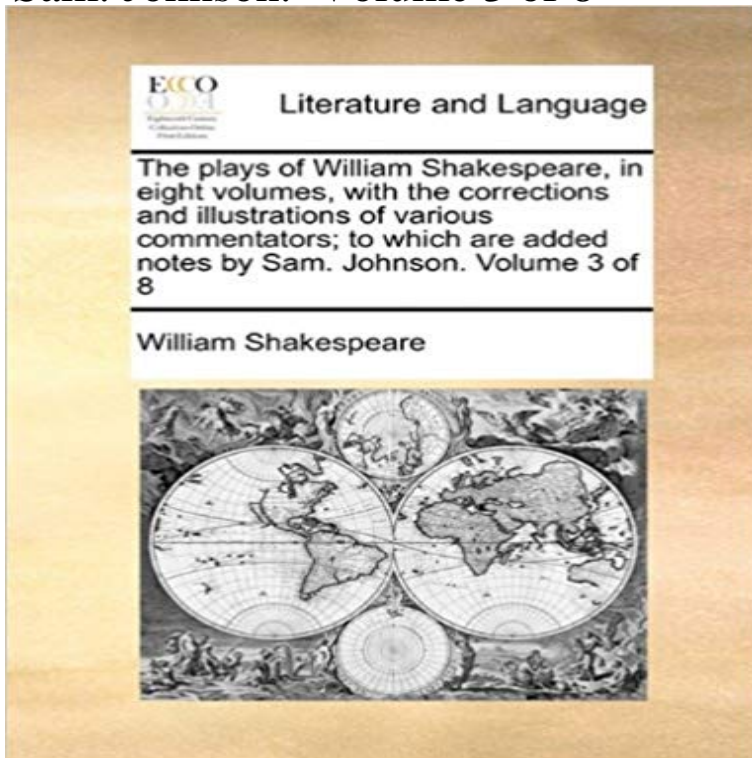 ECCO
Literature and Language
The plays of William Shakespeare, in
eight volumes, with the corrections
and illustrations of various
commentators; to which are added
notes by Sam. Johnson. Volume 3 of
8
William Shakespeare